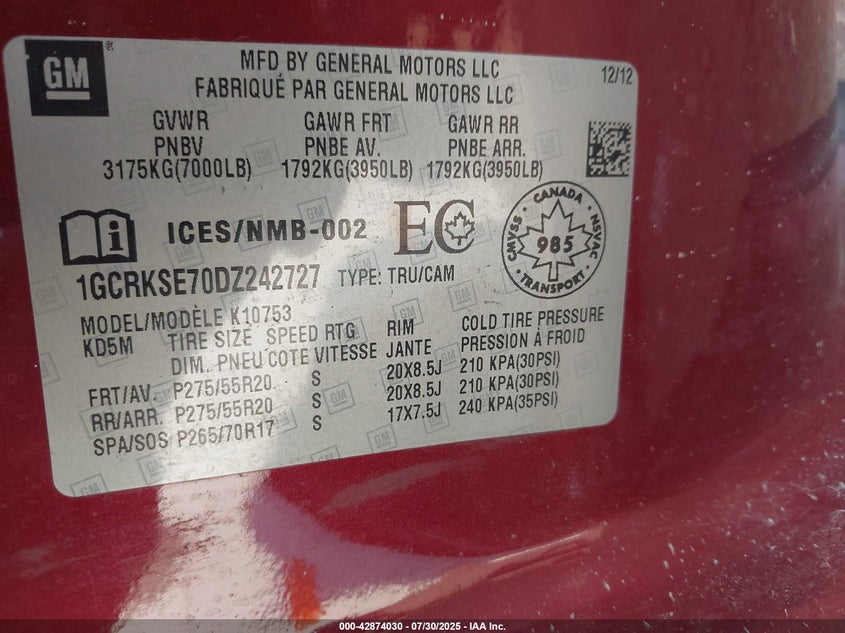 GM ®
MFD BY GENERAL MOTORS LLC 12/12
FABRIQUÉ PAR GENERAL MOTORS LLC
GVWR GAWR FRT GAWR RR
PNBV PNBE AV. PNBE ARR.
3175KG(7000LB) 1792KG(3950LB) 1792KG(3950LB)
ICES/NMB-002 EC
CANADA CMVSS NSVAC 985 TRANSPORT
1GCRKSE70DZ242727 TYPE: TRU/CAM
MODEL/MODÈLE K10753
KD5M TIRE SIZE SPEED RTG RIM COLD TIRE PRESSURE
DIM. PNEU COTE VITESSE JANTE PRESSION À FROID
FRT/AV. P275/55R20 S 20X8.5J 210 KPA(30PSI)
RR/ARR. P275/55R20 S 20X8.5J 210 KPA(30PSI)
SPA/SOS P265/70R17 S 17X7.5J 240 KPA(35PSI)
000-42874030 - 07/30/2025 - IAA Inc.